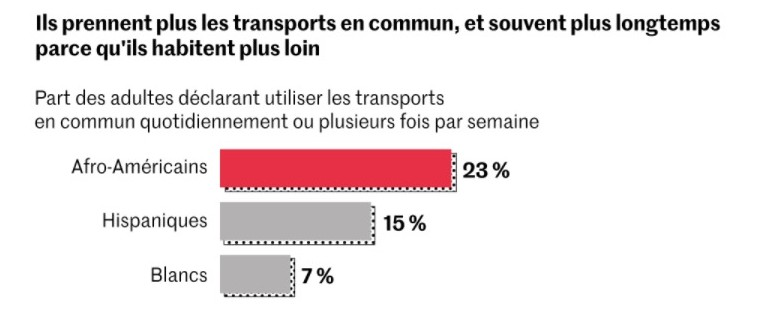 Ils prennent plus les transports en commun, et souvent plus longtemps
parce qu'ils habitent plus loin
Part des adultes déclarant utiliser les transports
en commun quotidiennement ou plusieurs fois par semaine
Afro-Américains 23 %
Hispaniques 15 %
Blancs 7 %